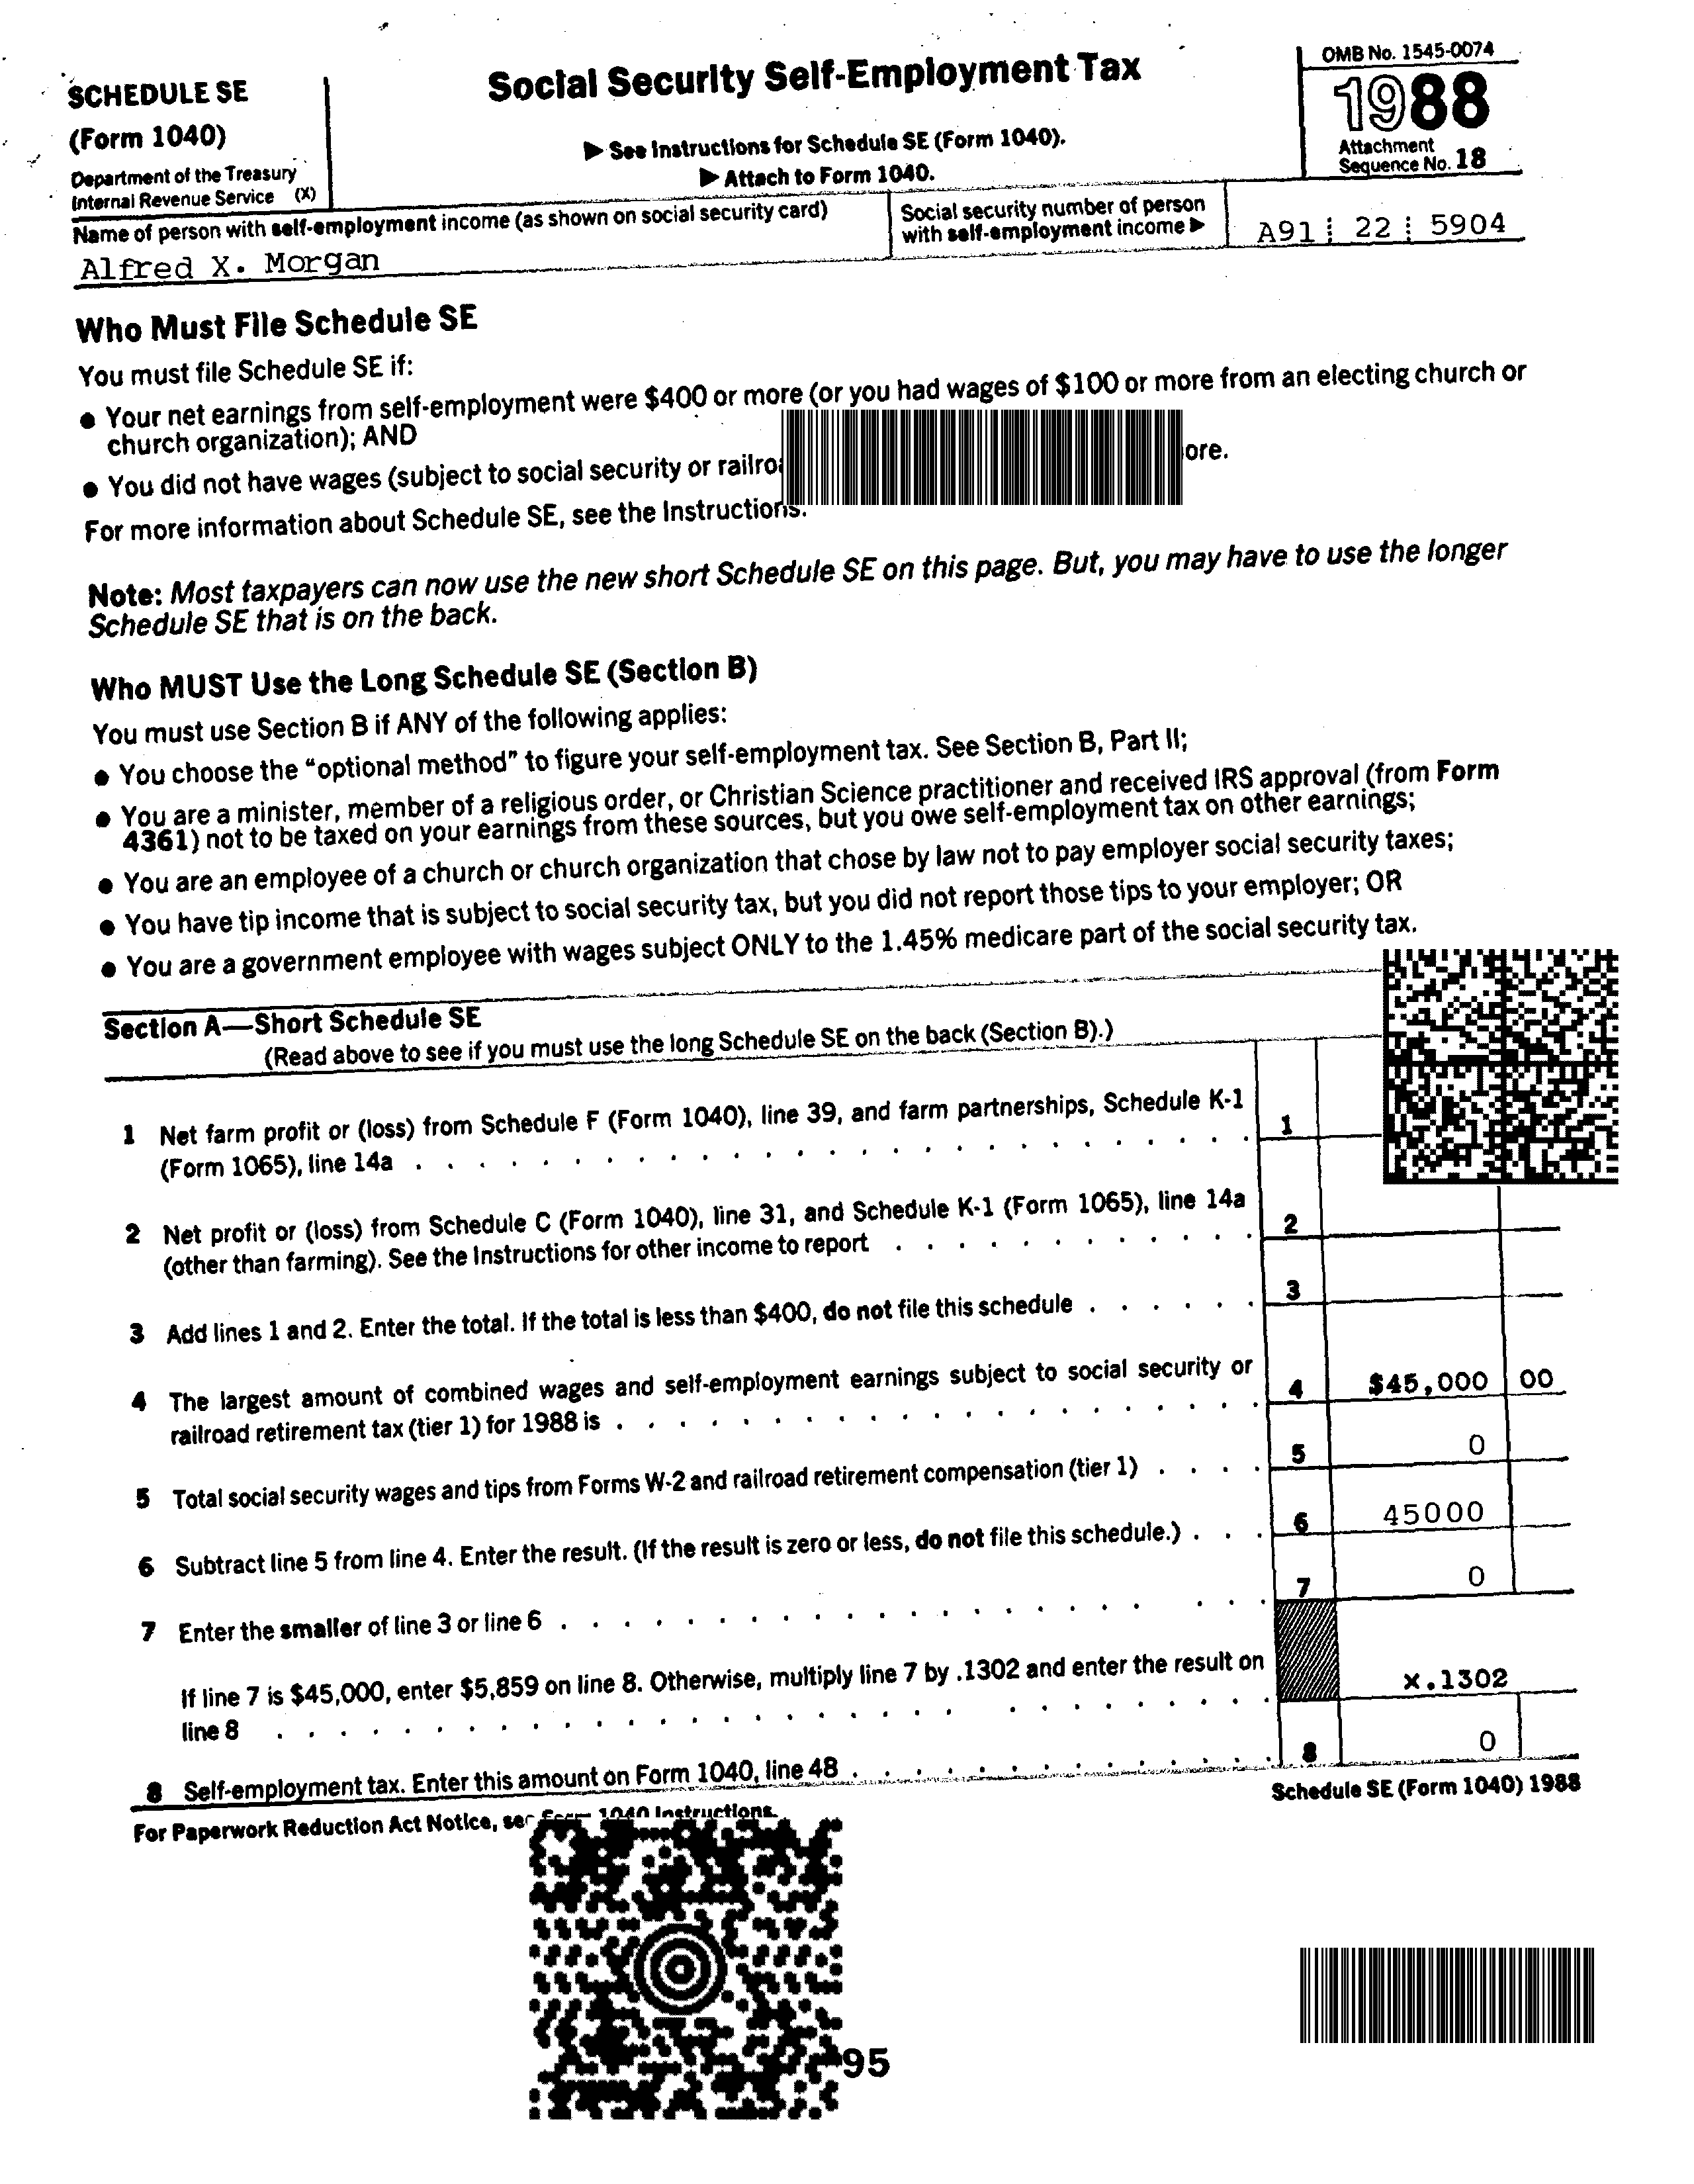 SCHEDULE SE
(Form 1040)
Department of the Treasury
Internal Revenue Service (X)
Social Security Self-Employment Tax
▶ See Instructions for Schedule SE (Form 1040).
▶ Attach to Form 1040.
OMB No. 1545-0074
1988
Attachment
Sequence No. 18
Name of person with self-employment income (as shown on social security card)
Alfred X. Morgan
Social security number of person
with self-employment income ▶
A91 22 5904
Who Must File Schedule SE
You must file Schedule SE if:
● Your net earnings from self-employment were $400 or more (or you had wages of $100 or more from an electing church or
church organization); AND
● You did not have wages (subject to social security or
For more information about Schedule SE, see the Instructions.
Note: Most taxpayers can now use the new short Schedule SE on this page. But, you may have to use the longer
Schedule SE that is on the back.
Who MUST Use the Long Schedule SE (Section B)
You must use Section B if ANY of the following applies:
● You choose the “optional method” to figure your self-employment tax. See Section B, Part II;
● You are a minister, member of a religious order, or Christian Science practitioner and received IRS approval (from Form
4361) not to be taxed on your earnings from these sources, but you owe self-employment tax on other earnings;
● You are an employee of a church or church organization that chose by law not to pay employer social security taxes;
● You have tip income that is subject to social security tax, but you did not report those tips to your employer; OR
● You are a government employee with wages subject ONLY to the 1.45% medicare part of the social security tax.
Section A—Short Schedule SE
(Read above to see if you must use the long Schedule SE on the back (Section B).)
1 Net farm profit or (loss) from Schedule F (Form 1040), line 39, and farm partnerships, Schedule K-1
(Form 1065), line 14a . . . . . . . . . . . . . . . . . . . . . . 1
2 Net profit or (loss) from Schedule C (Form 1040), line 31, and Schedule K-1 (Form 1065), line 14a
(other than farming). See the Instructions for other income to report . . . . . . . . . . . . 2
3 Add lines 1 and 2. Enter the total. If the total is less than $400, do not file this schedule . . . . . . 3
4 The largest amount of combined wages and self-employment earnings subject to social security or
railroad retirement tax (tier 1) for 1988 is . . . . . . . . . . . . . . . . . . . . 4 $45,000 00
5 Total social security wages and tips from Forms W-2 and railroad retirement compensation (tier 1) . . . . 5 0
6 Subtract line 5 from line 4. Enter the result. (If the result is zero or less, do not file this schedule.) . . . 6 45000
7 Enter the smaller of line 3 or line 6 . . . . . . . . . . . . . . . . . . . . . . 7 0
If line 7 is $45,000, enter $5,859 on line 8. Otherwise, multiply line 7 by .1302 and enter the result on
line 8 . . . . . . . . . . . . . . . . . . . . . . . . . . . . x.1302
8 Self-employment tax. Enter this amount on Form 1040, line 48 . . . . . . . . . . . . . 8 0
For Paperwork Reduction Act Notice, see Form 1040 Instructions.
Schedule SE (Form 1040) 1988
95